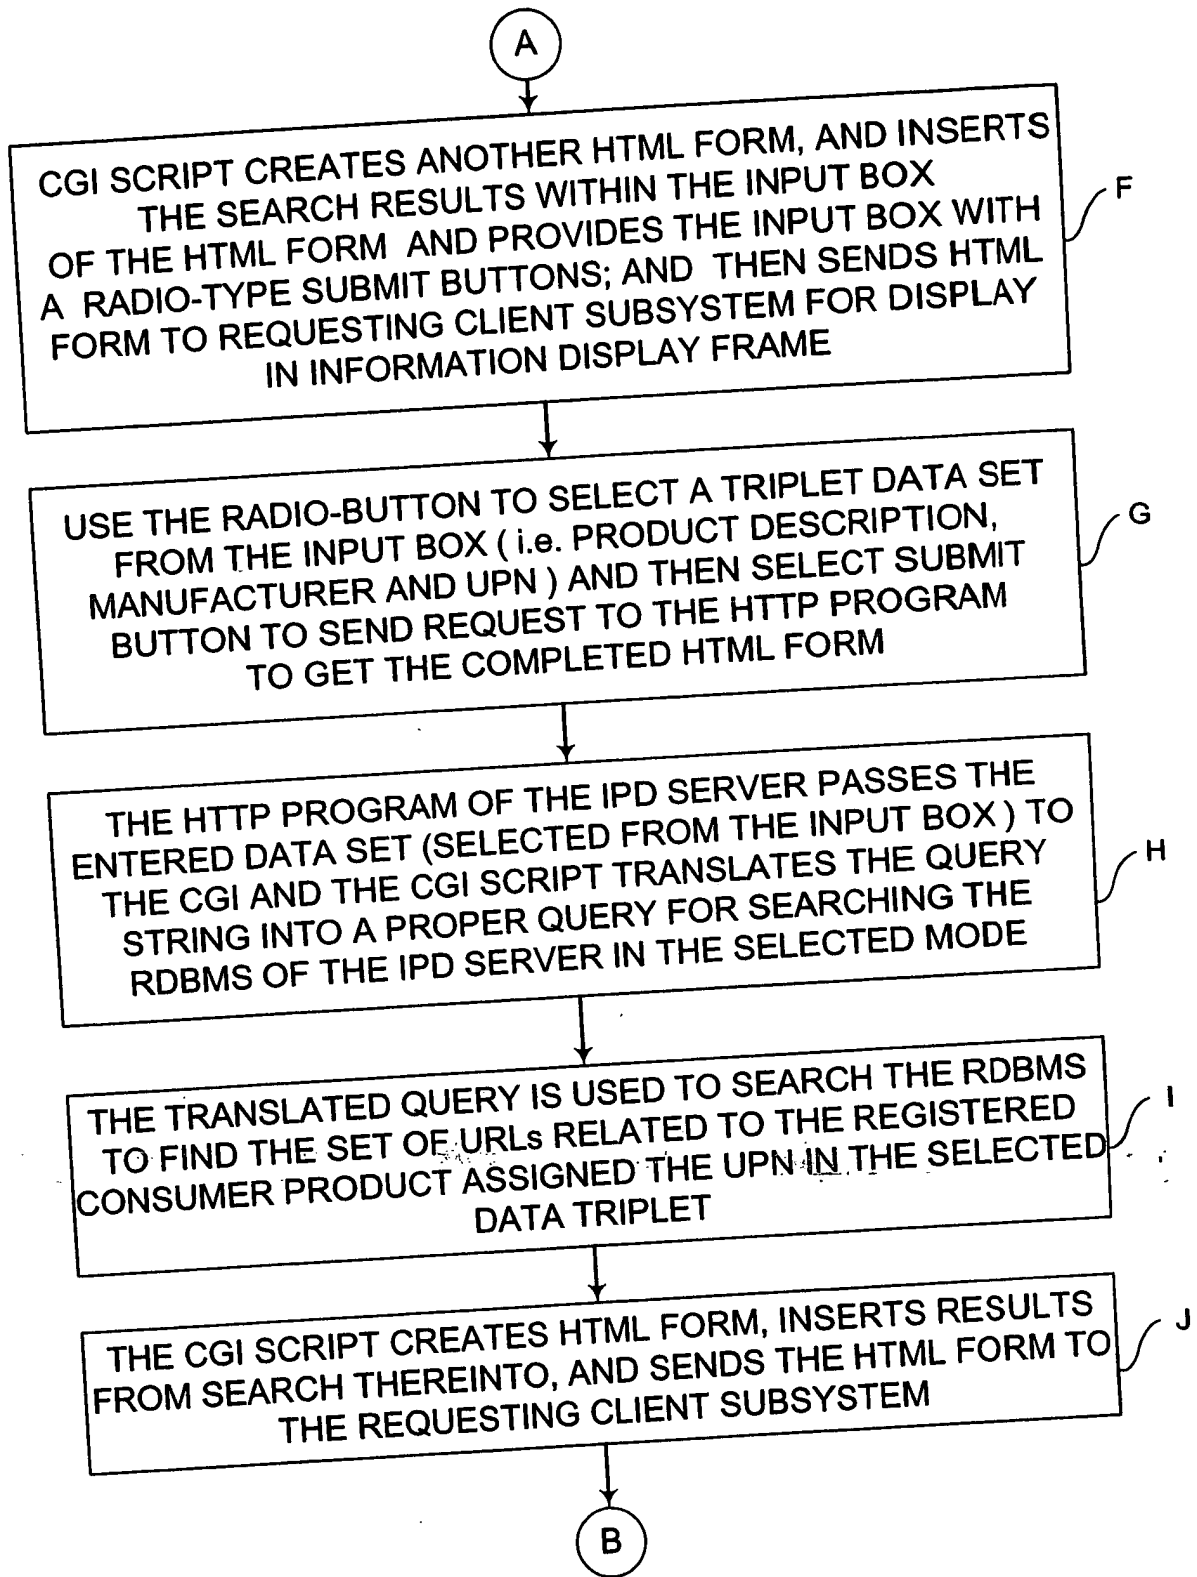 A
CGI SCRIPT CREATES ANOTHER HTML FORM, AND INSERTS
THE SEARCH RESULTS WITHIN THE INPUT BOX
OF THE HTML FORM AND PROVIDES THE INPUT BOX WITH
A RADIO-TYPE SUBMIT BUTTONS; AND THEN SENDS HTML
FORM TO REQUESTING CLIENT SUBSYSTEM FOR DISPLAY
IN INFORMATION DISPLAY FRAME
F
USE THE RADIO-BUTTON TO SELECT A TRIPLET DATA SET
FROM THE INPUT BOX ( i.e. PRODUCT DESCRIPTION,
MANUFACTURER AND UPN ) AND THEN SELECT SUBMIT
BUTTON TO SEND REQUEST TO THE HTTP PROGRAM
TO GET THE COMPLETED HTML FORM
G
THE HTTP PROGRAM OF THE IPD SERVER PASSES THE
ENTERED DATA SET (SELECTED FROM THE INPUT BOX ) TO
THE CGI AND THE CGI SCRIPT TRANSLATES THE QUERY
STRING INTO A PROPER QUERY FOR SEARCHING THE
RDBMS OF THE IPD SERVER IN THE SELECTED MODE
H
THE TRANSLATED QUERY IS USED TO SEARCH THE RDBMS
TO FIND THE SET OF URLs RELATED TO THE REGISTERED
CONSUMER PRODUCT ASSIGNED THE UPN IN THE SELECTED
DATA TRIPLET
I
THE CGI SCRIPT CREATES HTML FORM, INSERTS RESULTS
FROM SEARCH THEREINTO, AND SENDS THE HTML FORM TO
THE REQUESTING CLIENT SUBSYSTEM
J
B